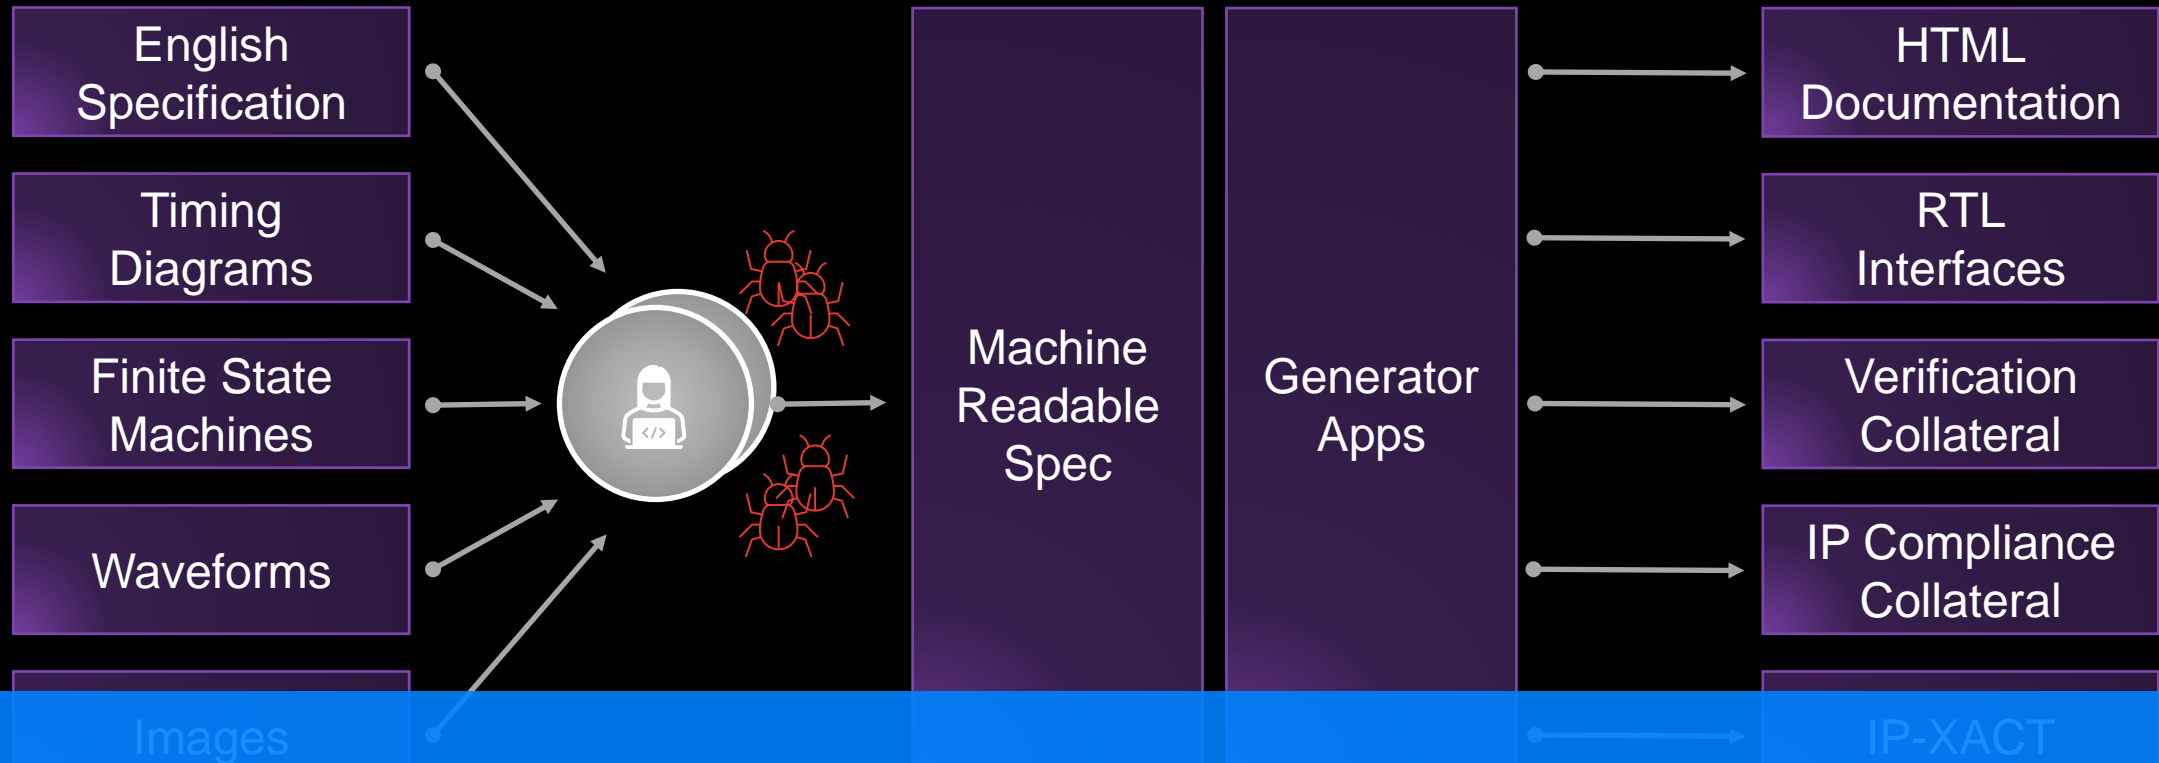 English
Specification
Timing
Diagrams
Finite State
Machines
Waveforms
Images
</>
Machine
Readable
Spec
Generator
Apps
HTML
Documentation
RTL
Interfaces
Verification
Collateral
IP Compliance
Collateral
IP-XACT